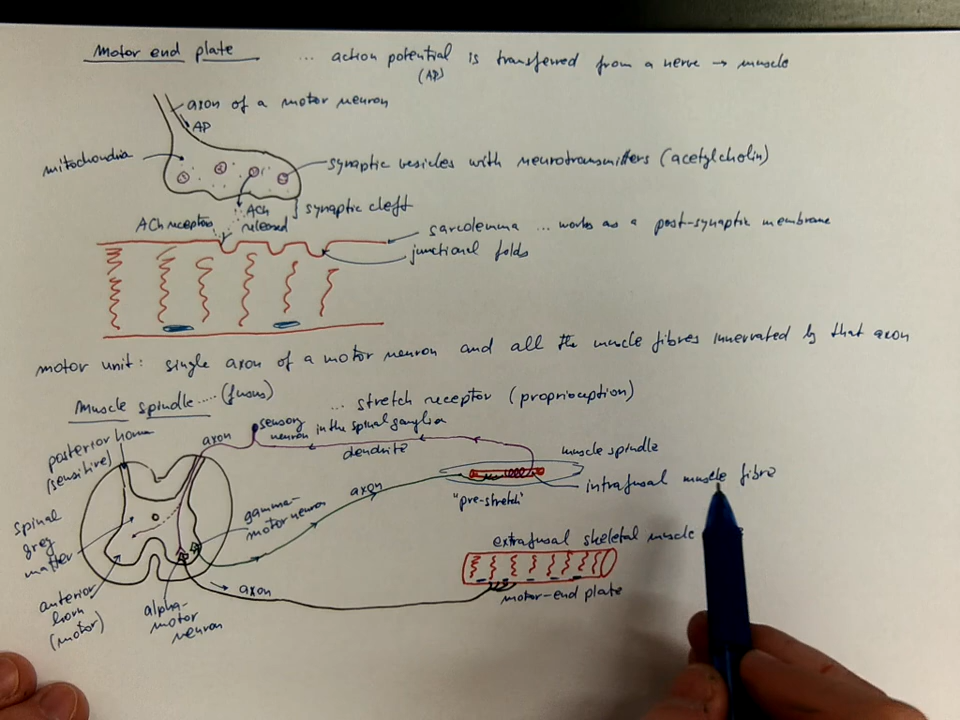 Motor end plate ... action potential is transferred from a nerve → muscle
(AP)
axon of a motor neuron
AP
mitochondria
synaptic vesicles with neurotransmitters (acetylcholin)
ACh released
synaptic cleft
ACh receptors
sarcolemma ... works as a post-synaptic membrane
junctional folds
motor unit: single axon of a motor neuron and all the muscle fibres innervated by that axon
Muscle spindle .... (fusus) ... stretch receptor (proprioception)
posterior horn (sensitive)
axon
sensory neuron in the spinal ganglia
dendrite
muscle spindle
intrafusal muscle fibre
"pre-stretch"
axon
gamma-motor neuron
spinal grey matter
extrafusal skeletal muscle
anterior horn (motor)
alpha-motor neuron
axon
motor-end plate